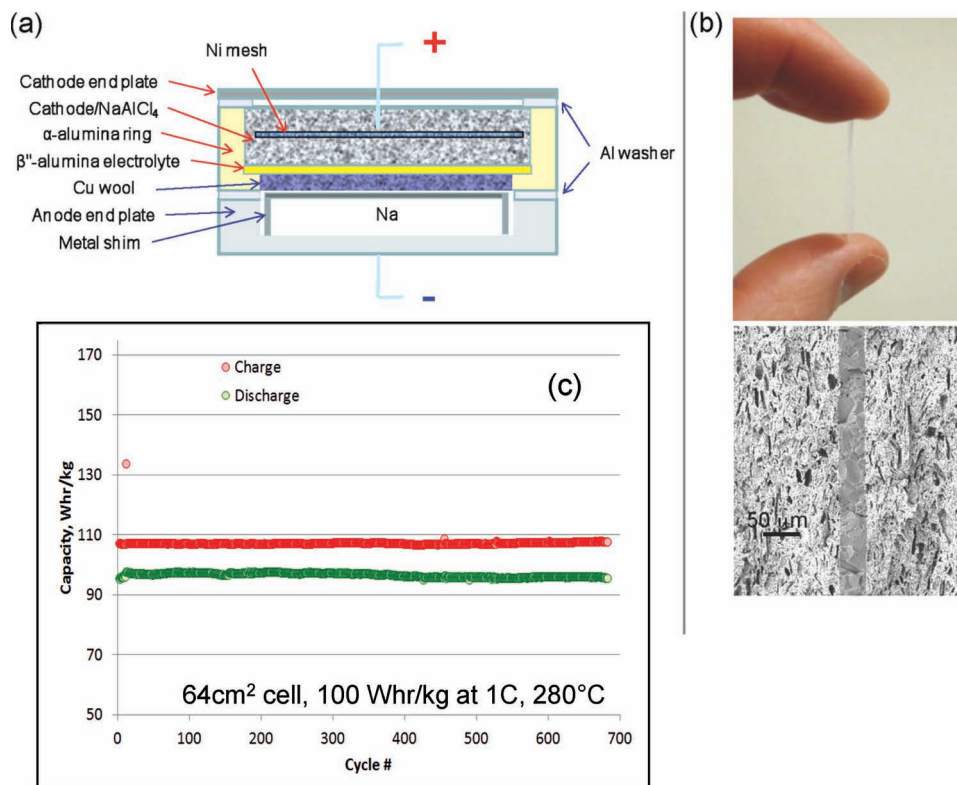 (a)
Ni mesh
+
Cathode end plate
Cathode/NaAlCl₄
α-alumina ring
β"-alumina electrolyte
Cu wool
Anode end plate
Metal shim
Al washer
Na
-
(b)
50 μm
(c)
Charge
Discharge
Capacity, Whr/kg
170
150
130
110
90
70
50
64cm² cell, 100 Whr/kg at 1C, 280°C
0 100 200 300 400 500 600 700
Cycle #